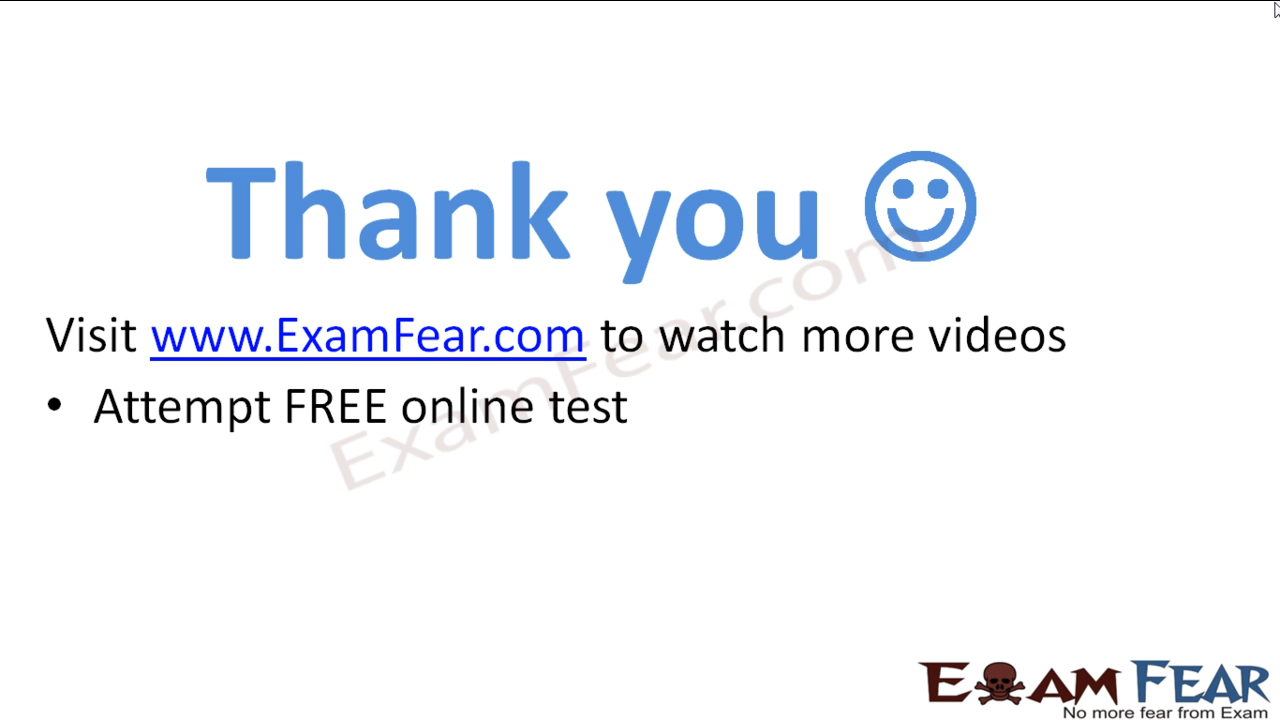 Thank you ☺
Visit www.ExamFear.com to watch more videos
• Attempt FREE online test
ExamFear.com
EXAM FEAR
No more fear from Exam